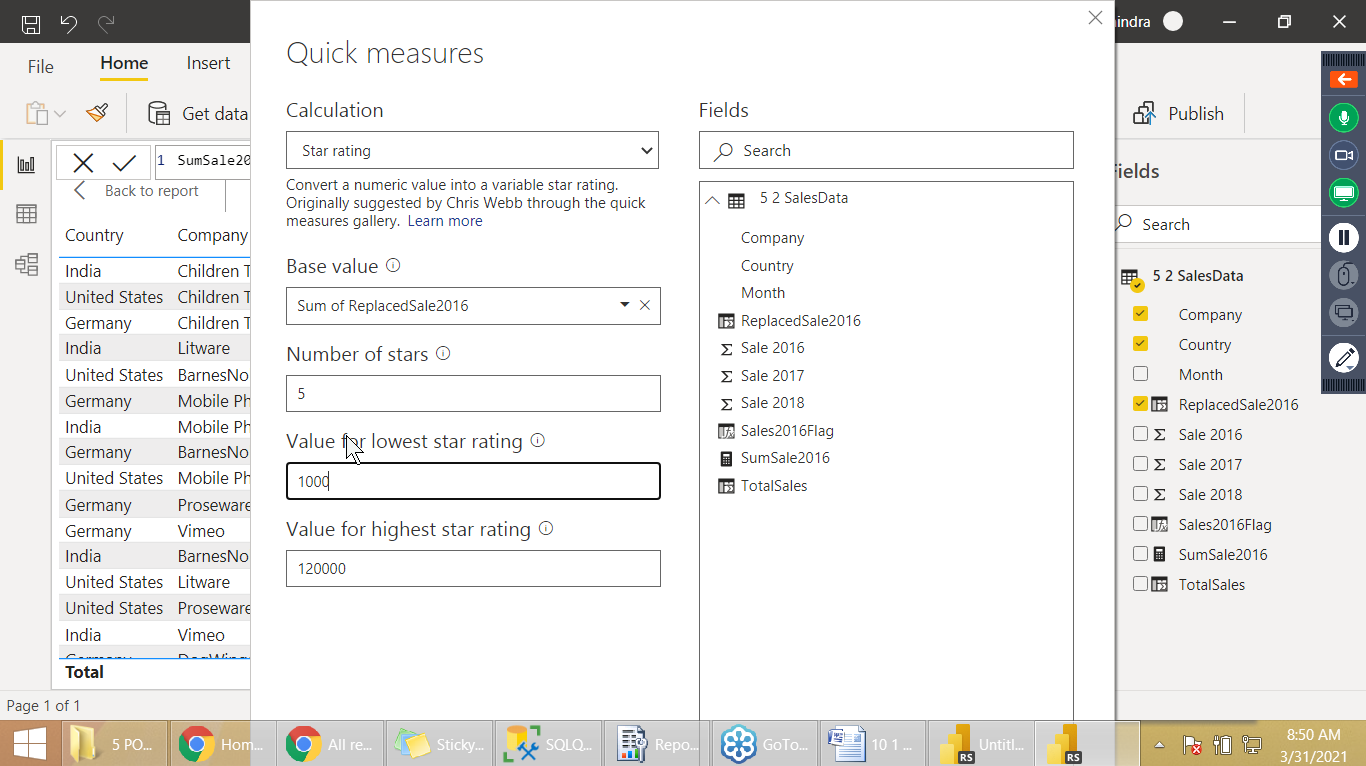 indra
File
Home
Insert
Get data
Publish
1 SumSale20
Back to report
Country Company
India Children T
United States Children T
Germany Children T
India Litware
United States BarnesNo
Germany Mobile Ph
India Mobile Ph
Germany BarnesNo
United States Mobile Ph
Germany Proseware
Germany Vimeo
India BarnesNo
United States Litware
United States Proseware
India Vimeo
Germany DogWing
Total
Page 1 of 1
Quick measures
Calculation
Star rating
Convert a numeric value into a variable star rating.
Originally suggested by Chris Webb through the quick
measures gallery. Learn more
Base value
Sum of ReplacedSale2016
Number of stars
5
Value for lowest star rating
1000
Value for highest star rating
120000
Fields
Search
5 2 SalesData
Company
Country
Month
ReplacedSale2016
Sale 2016
Sale 2017
Sale 2018
Sales2016Flag
SumSale2016
TotalSales
ields
Search
5 2 SalesData
Company
Country
Month
ReplacedSale2016
Sale 2016
Sale 2017
Sale 2018
Sales2016Flag
SumSale2016
TotalSales
5 PO...
Hom...
All re...
Sticky...
SQLQ...
Repo...
GoTo...
10 1 ...
Untitl...
RS
RS
8:50 AM
3/31/2021